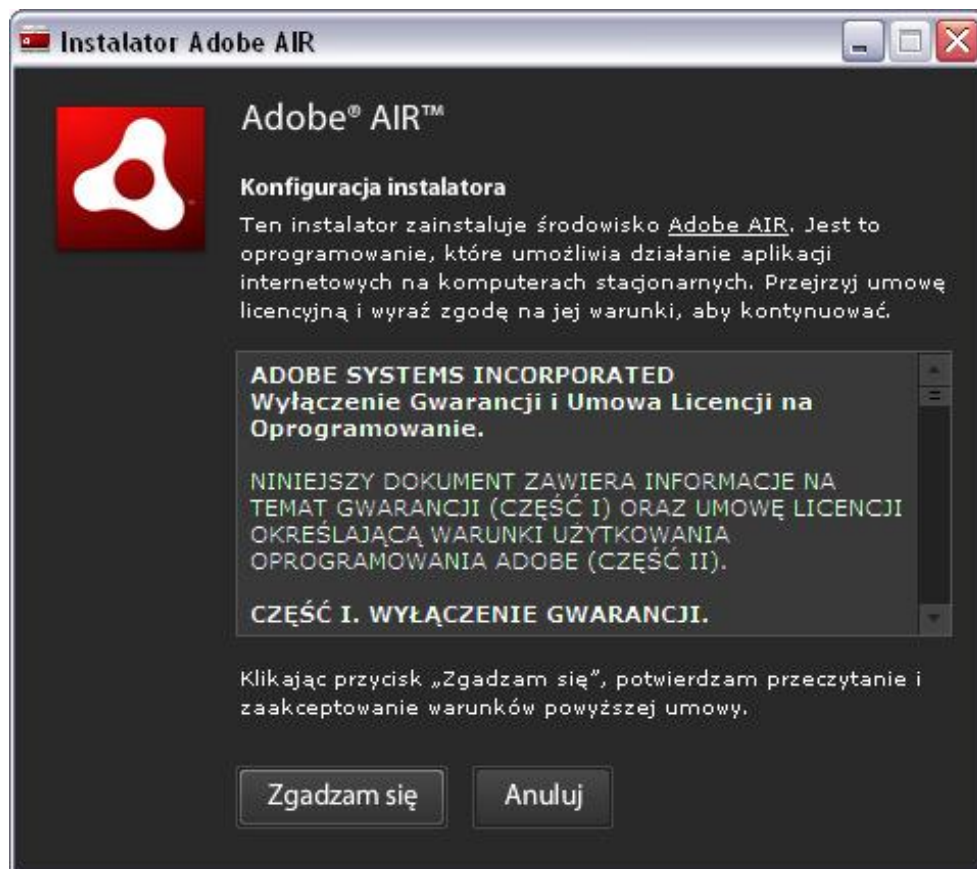 Instalator Adobe AIR
Adobe® AIR™
Konfiguracja instalatora
Ten instalator zainstaluje środowisko Adobe AIR. Jest to
oprogramowanie, które umożliwia działanie aplikacji
internetowych na komputerach stacjonarnych. Przejrzyj umowę
licencyjną i wyraź zgodę na jej warunki, aby kontynuować.
ADOBE SYSTEMS INCORPORATED
Wyłączenie Gwarancji i Umowa Licencji na
Oprogramowanie.
NINIEJSZY DOKUMENT ZAWIERA INFORMACJE NA
TEMAT GWARANCJI (CZĘŚĆ I) ORAZ UMOWĘ LICENCJI
OKREŚLAJĄCĄ WARUNKI UŻYTKOWANIA
OPROGRAMOWANIA ADOBE (CZĘŚĆ II).
CZĘŚĆ I. WYŁĄCZENIE GWARANCJI.
Klikając przycisk „Zgadzam się”, potwierdzam przeczytanie i
zaakceptowanie warunków powyższej umowy.
Zgadzam się
Anuluj